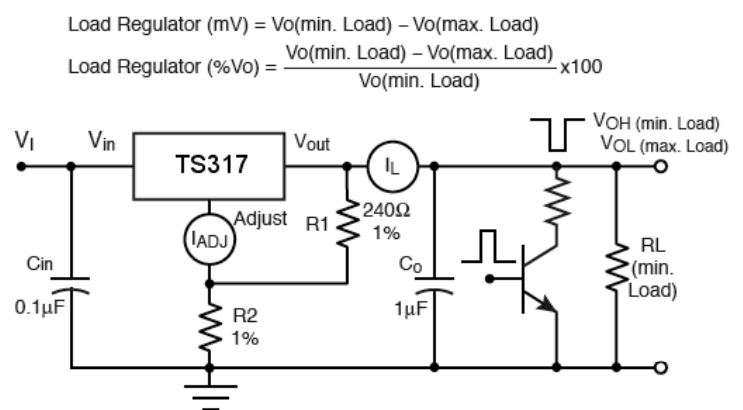 Load Regulator (mV) = Vo(min. Load) – Vo(max. Load)
Load Regulator (%Vo) = Vo(min. Load) – Vo(max. Load) / Vo(min. Load) x100
VI
Vin
TS317
Vout
IL
VOH (min. Load)
VOL (max. Load)
Adjust
IADJ
R1
240Ω
1%
Cin
0.1µF
R2
1%
Co
1µF
RL
(min.
Load)